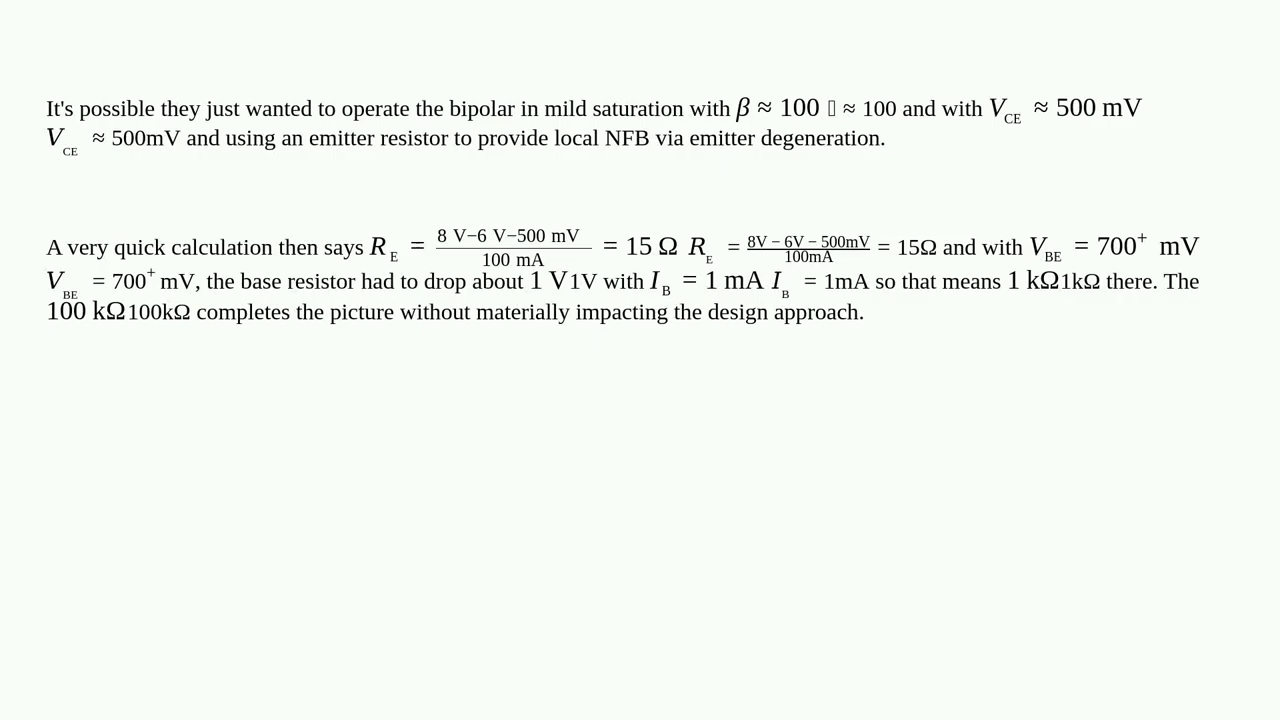 It's possible they just wanted to operate the bipolar in mild saturation with β ≈ 100 ▯ ≈ 100 and with V_CE ≈ 500 mV
V_CE ≈ 500mV and using an emitter resistor to provide local NFB via emitter degeneration.
A very quick calculation then says R_E = (8 V−6 V−500 mV)/(100 mA) = 15 Ω R_E = (8V − 6V − 500mV)/(100mA) = 15Ω and with V_BE = 700⁺ mV
V_BE = 700⁺ mV, the base resistor had to drop about 1 V1V with I_B = 1 mA I_B = 1mA so that means 1 kΩ1kΩ there. The
100 kΩ100kΩ completes the picture without materially impacting the design approach.